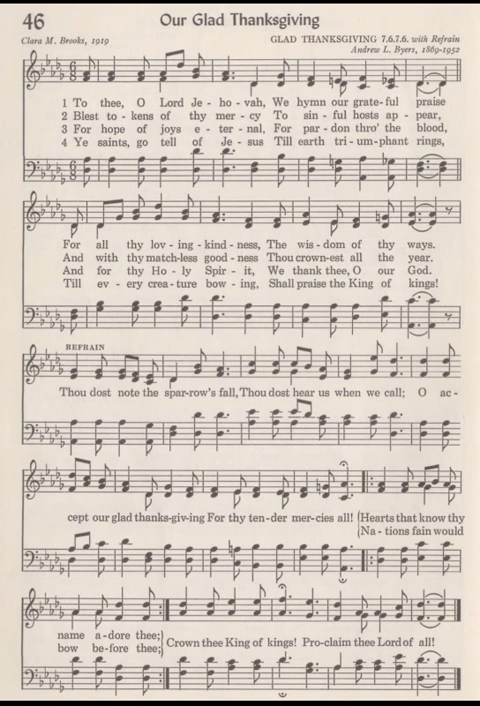 46 Our Glad Thanksgiving
Clara M. Brooks, 1919 GLAD THANKSGIVING 7.6.7.6. with Refrain
Andrew L. Byers, 1869-1952
1 To thee, O Lord Je - ho - vah, We hymn our grate - ful praise
2 Blest to - kens of thy mer - cy To sin - ful hosts ap - pear,
3 For hope of joys e - ter - nal, For par - don thro' the blood,
4 Ye saints, go tell of Je - sus Till earth tri - um - phant rings,
For all thy lov - ing - kind - ness, The wis - dom of thy ways.
And with thy match-less good - ness Thou crown-est all the year.
And for thy Ho - ly Spir - it, We thank thee, O our God.
Till ev - ery crea - ture bow - ing, Shall praise the King of kings!
REFRAIN
Thou dost note the spar-row's fall, Thou dost hear us when we call; O ac-
cept our glad thanks-giv-ing For thy ten-der mer-cies all! (Hearts that know thy
(Na - tions fain would
name a-dore thee;)
bow be-fore thee;) Crown thee King of kings! Pro-claim thee Lord of all!